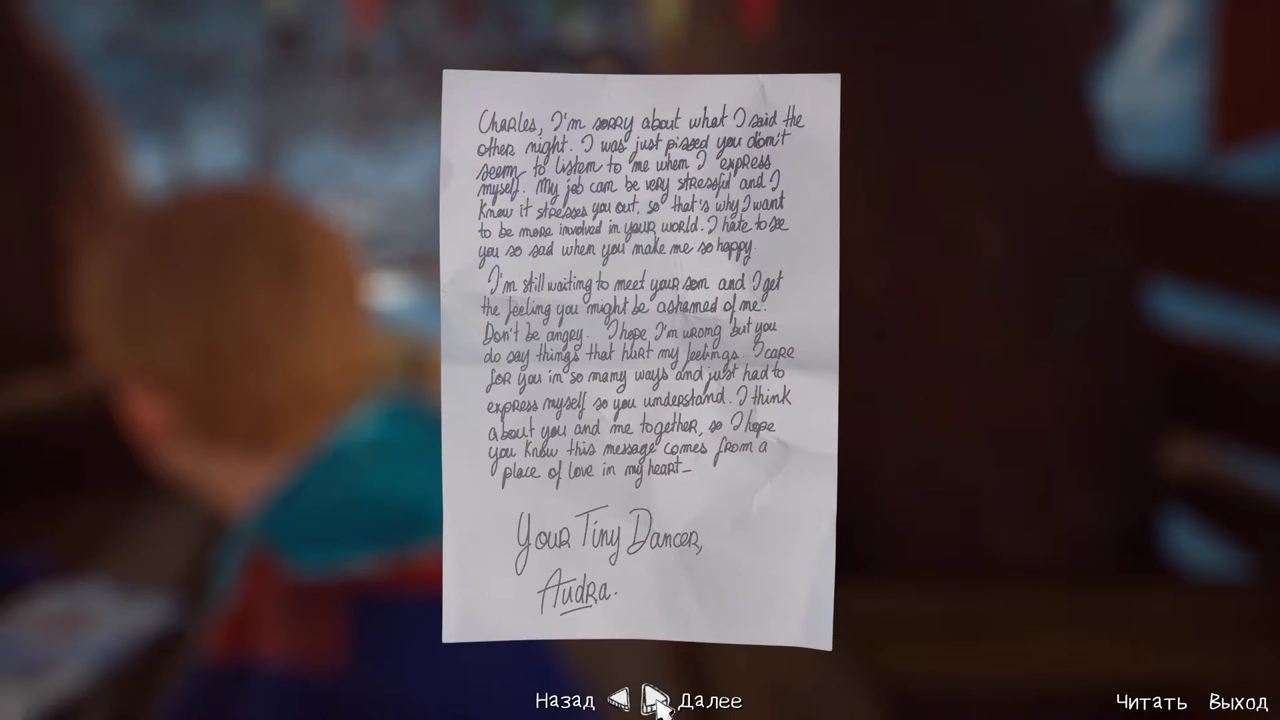 Charles, I'm sorry about what I said the
other night. I was just pissed you don't
seem to listen to me when I express
myself. My job can be very stressful and I
know it stresses you out, so that's why I want
to be more involved in your world. I hate to see
you so sad when you make me so happy.
I'm still waiting to meet your son and I get
the feeling you might be ashamed of me.
Don't be angry. I hope I'm wrong but you
do say things that hurt my feelings. I care
for you in so many ways and just had to
express myself so you understand. I think
about you and me together, so I hope
you know this message comes from a
place of love in my heart_
Your Tiny Dancer,
Audra.
Назад Далее Читать Выход